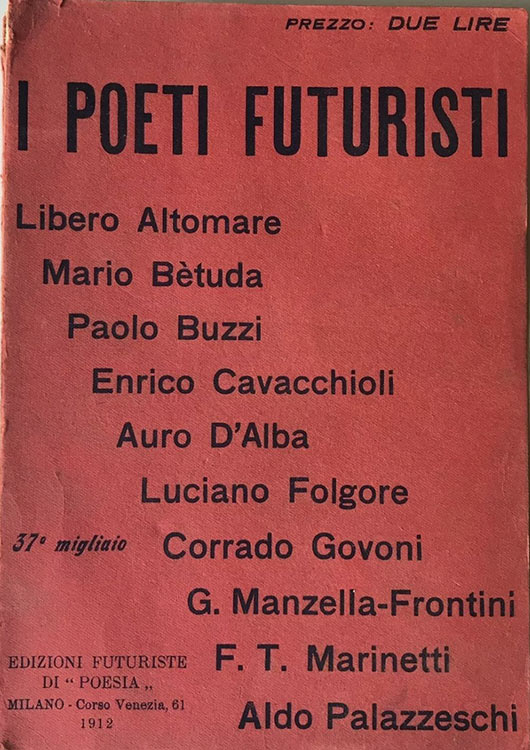 PREZZO: DUE LIRE
I POETI FUTURISTI
Libero Altomare
Mario Bètuda
Paolo Buzzi
Enrico Cavacchioli
Auro D'Alba
Luciano Folgore
37º migliaio
Corrado Govoni
G. Manzella-Frontini
F. T. Marinetti
Aldo Palazzeschi
EDIZIONI FUTURISTE
DI “ POESIA „
MILANO - Corso Venezia, 61
1912